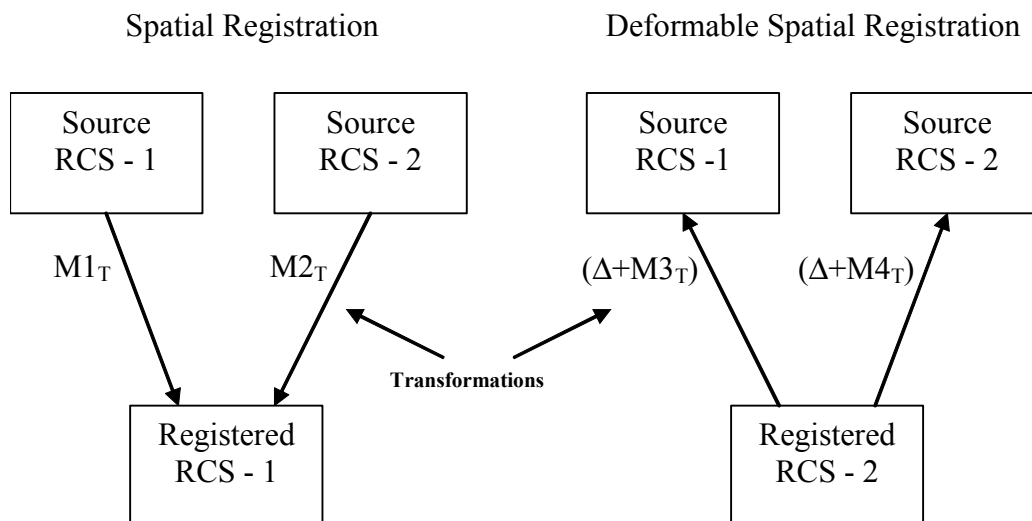 Spatial Registration
Deformable Spatial Registration
Source
RCS - 1
Source
RCS - 2
Source
RCS -1
Source
RCS - 2
M1T
M2T
(Δ+M3T)
(Δ+M4T)
Transformations
Registered
RCS - 1
Registered
RCS - 2